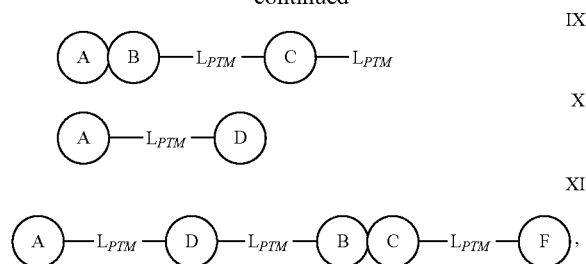 continued
IX
A B L_PTM C L_PTM
X
A L_PTM D
XI
A L_PTM D L_PTM B C L_PTM F ,